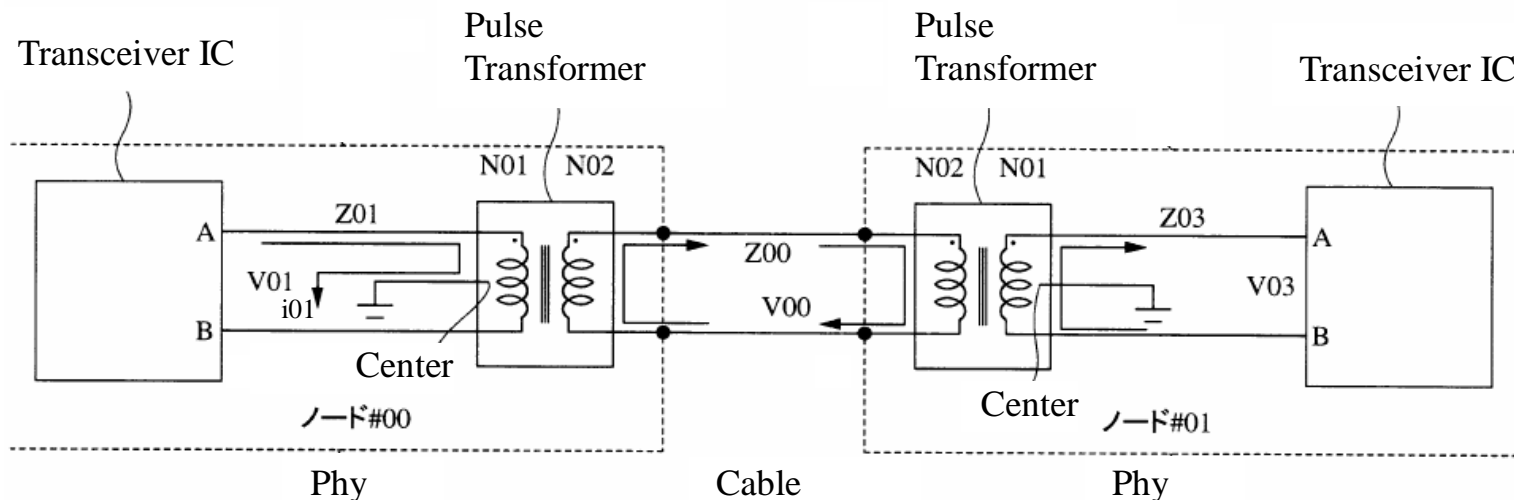 Transceiver IC
Pulse
Transformer
Pulse
Transformer
Transceiver IC
N01 N02
N02 N01
A
Z01
Z00
Z03
A
V01
i01
V00
V03
B
B
Center
Center
ノード#00
ノード#01
Phy
Cable
Phy